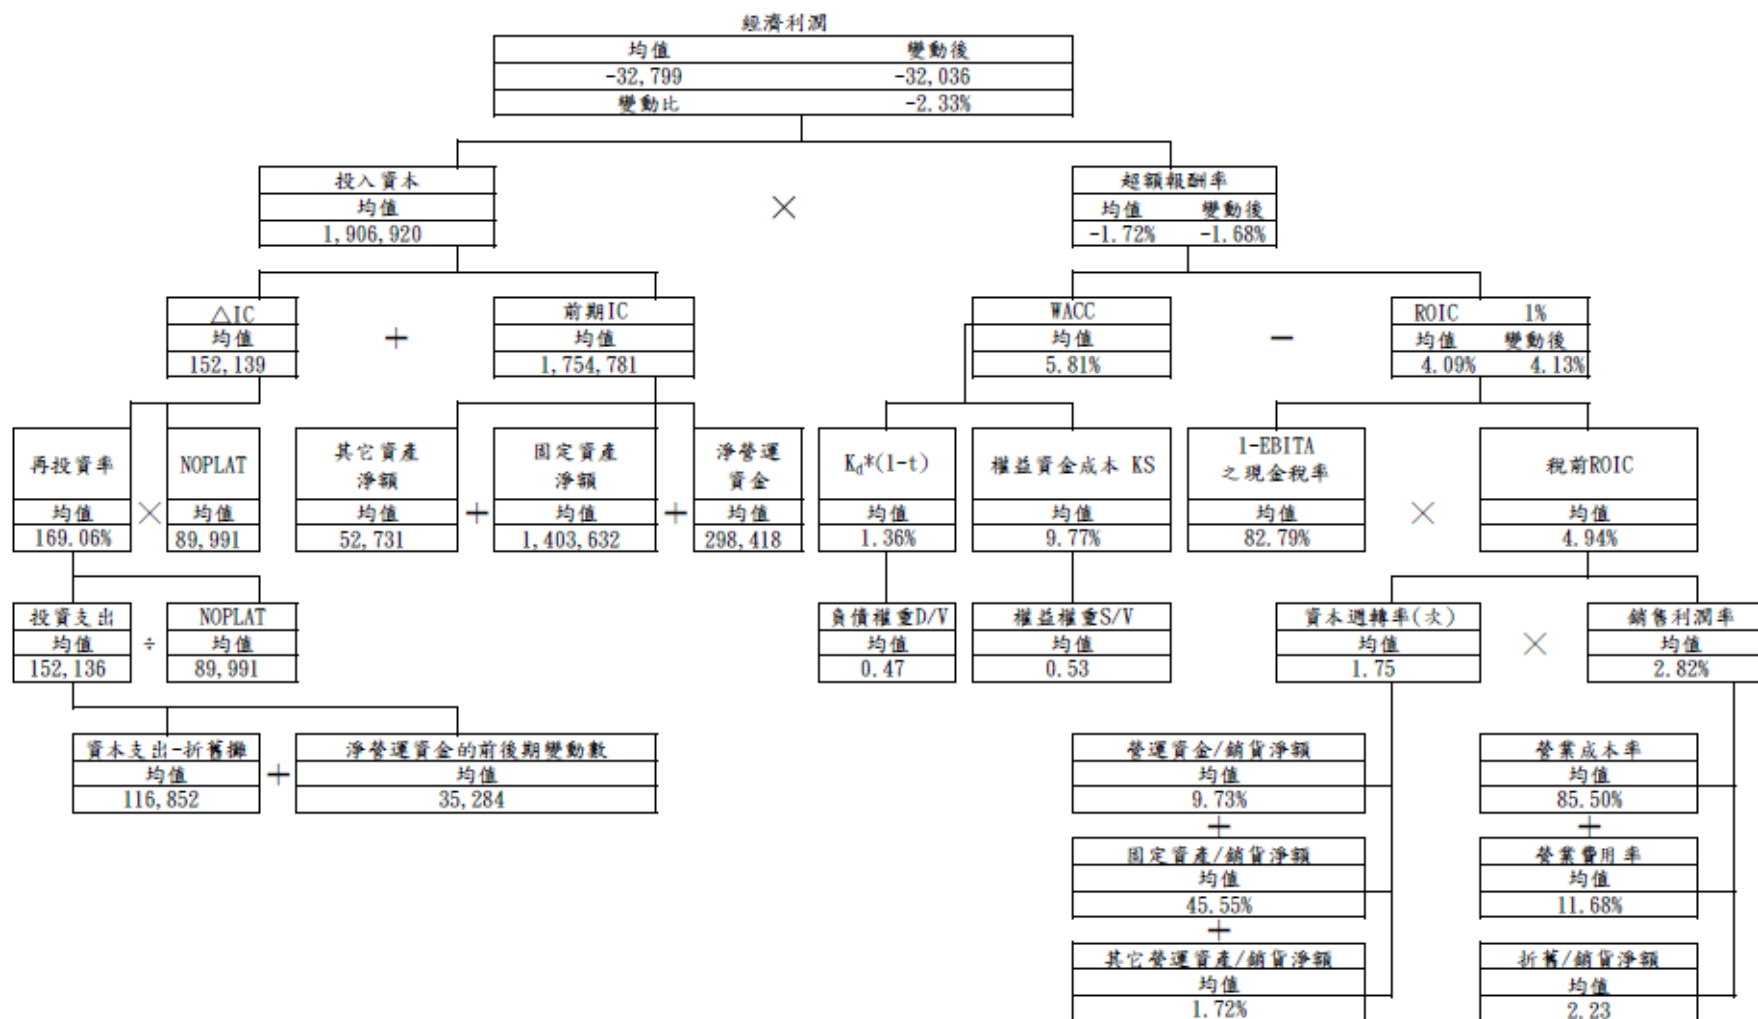 經濟利潤
均值 變動後
-32,799 -32,036
變動比 -2.33%
投入資本
均值
1,906,920
×
超額報酬率
均值 變動後
-1.72% -1.68%
△IC
均值
152,139
+
前期IC
均值
1,754,781
WACC
均值
5.81%
−
ROIC 1%
均值 變動後
4.09% 4.13%
再投資率
均值
169.06%
×
NOPLAT
均值
89,991
其它資產
淨額
均值
52,731
+
固定資產
淨額
均值
1,403,632
+
淨營運
資金
均值
298,418
Kd*(1-t)
均值
1.36%
權益資金成本 KS
均值
9.77%
1-EBITA
之現金稅率
均值
82.79%
×
稅前ROIC
均值
4.94%
投資支出
均值
152,136
÷
NOPLAT
均值
89,991
負債權重D/V
均值
0.47
權益權重S/V
均值
0.53
資本週轉率(次)
均值
1.75
×
銷售利潤率
均值
2.82%
資本支出-折舊攤
均值
116,852
+
淨營運資金的前後期變動數
均值
35,284
營運資金/銷貨淨額
均值
9.73%
+
固定資產/銷貨淨額
均值
45.55%
+
其它營運資產/銷貨淨額
均值
1.72%
營業成本率
均值
85.50%
+
營業費用率
均值
11.68%
折舊/銷貨淨額
均值
2.23